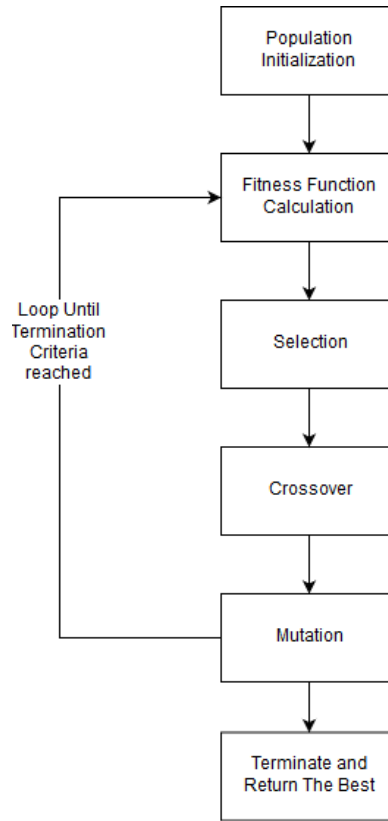 Population
Initialization
Fitness Function
Calculation
Loop Until
Termination
Criteria
reached
Selection
Crossover
Mutation
Terminate and
Return The Best